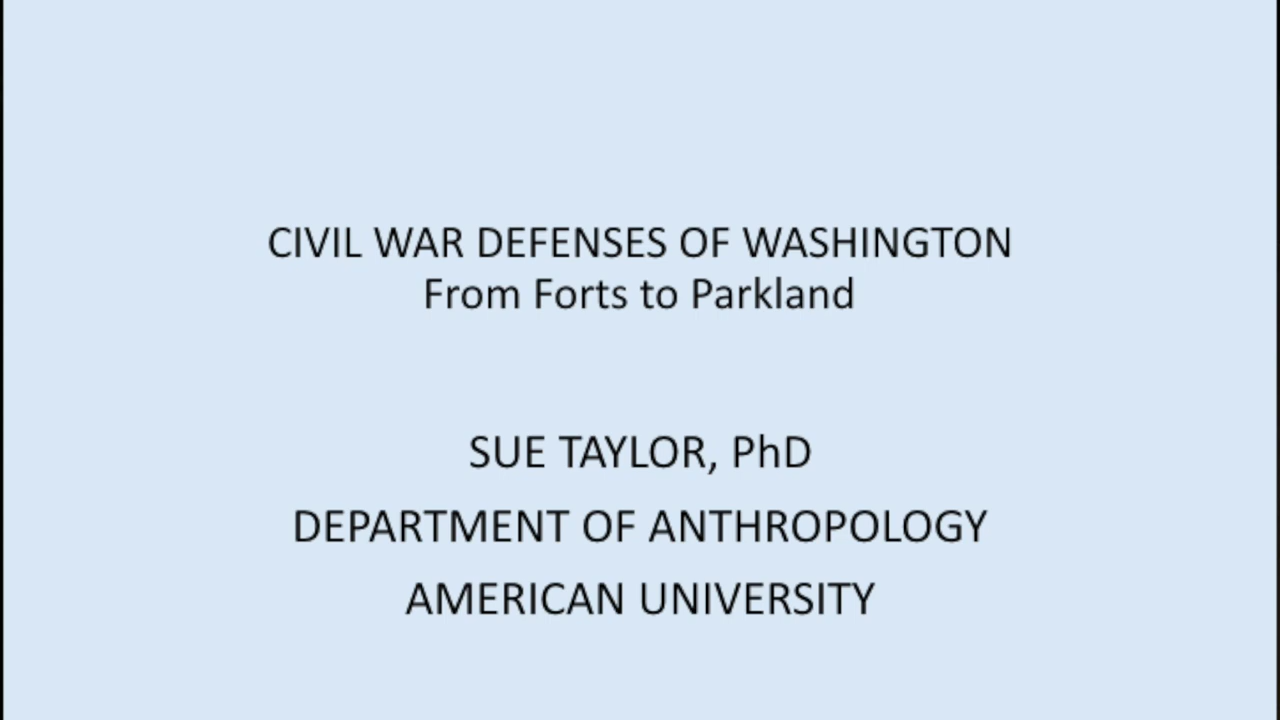 CIVIL WAR DEFENSES OF WASHINGTON
From Forts to Parkland
SUE TAYLOR, PhD
DEPARTMENT OF ANTHROPOLOGY
AMERICAN UNIVERSITY